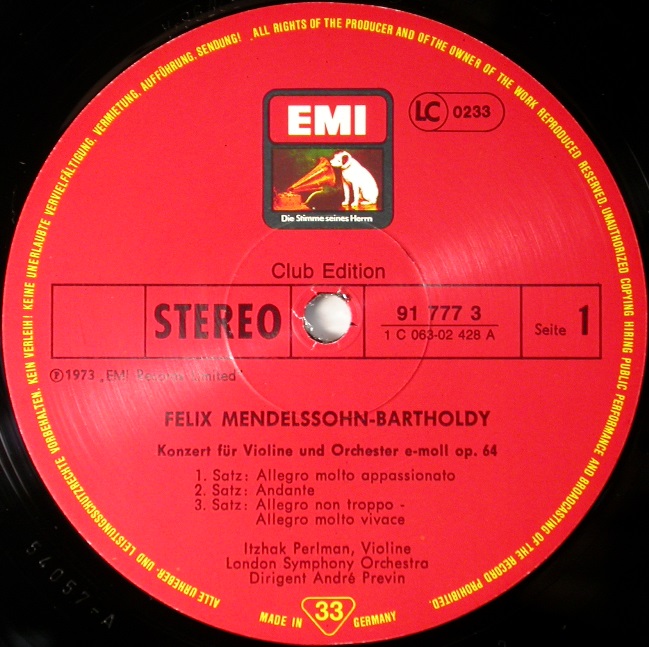 ALL RIGHTS OF THE PRODUCER AND OF THE OWNER OF THE WORK REPRODUCED RESERVED. UNAUTHORIZED COPYING HIRING PUBLIC PERFORMANCE AND BROADCASTING OF THE RECORD PROHIBITED.
ALLE URHEBER- UND LEISTUNGSSCHUTZRECHTE VORBEHALTEN. KEIN VERLEIH! KEINE UNERLAUBTE VERVIELFÄLTIGUNG, VERMIETUNG, AUFFÜHRUNG, SENDUNG!
EMI
LC 0233
Die Stimme seines Herrn
Club Edition
STEREO
91 777 3
1 C 063-02 428 A
Seite 1
Ⓟ 1973 „EMI Records Limited“
FELIX MENDELSSOHN-BARTHOLDY
Konzert für Violine und Orchester e-moll op. 64
1. Satz: Allegro molto appassionato
2. Satz: Andante
3. Satz: Allegro non troppo -
Allegro molto vivace
Itzhak Perlman, Violine
London Symphony Orchestra
Dirigent André Previn
MADE IN 33 GERMANY
54057-A